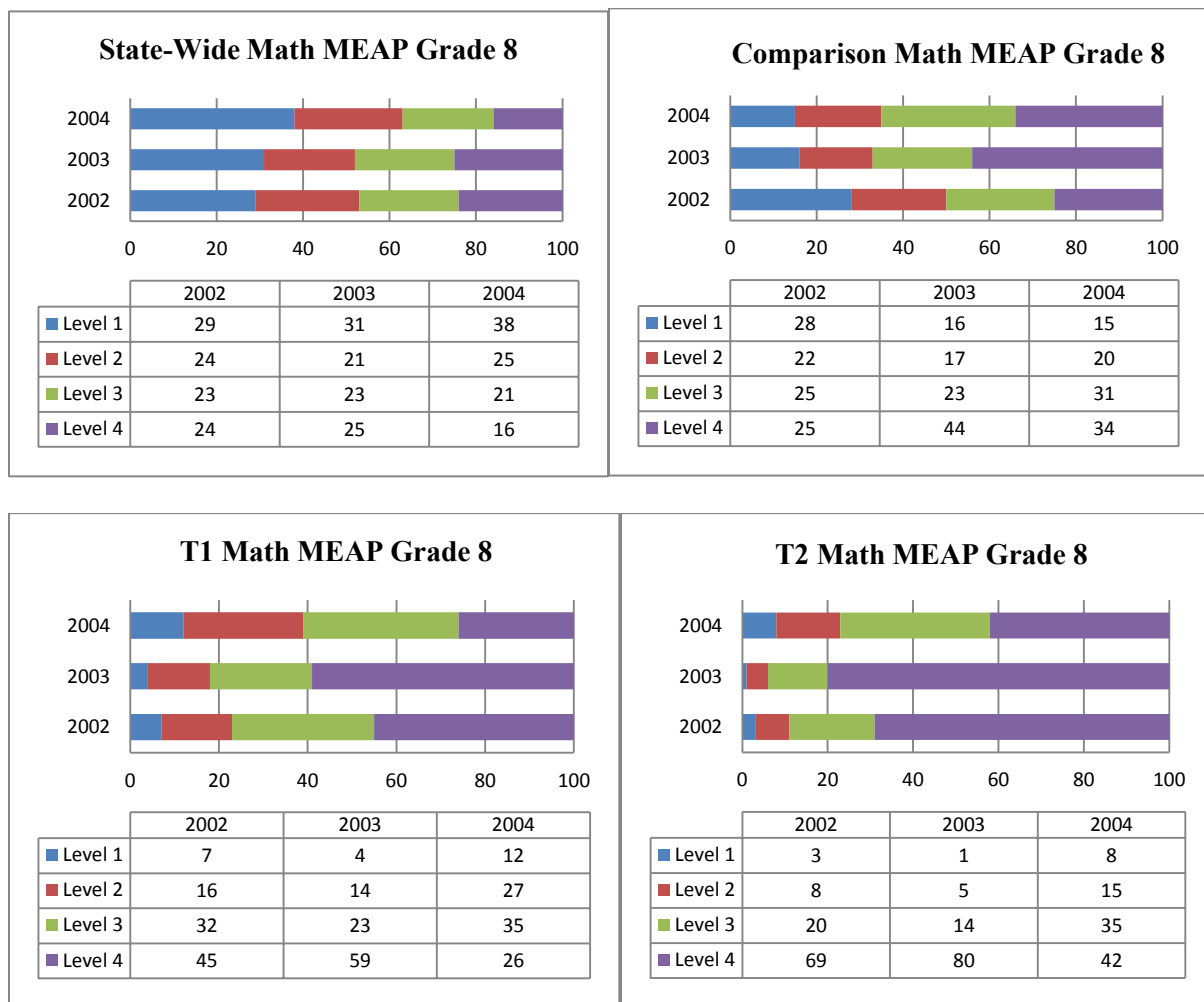 State-Wide Math MEAP Grade 8
2004
2003
2002
0 20 40 60 80 100
2002 2003 2004
Level 1 29 31 38
Level 2 24 21 25
Level 3 23 23 21
Level 4 24 25 16
Comparison Math MEAP Grade 8
2004
2003
2002
0 20 40 60 80 100
2002 2003 2004
Level 1 28 16 15
Level 2 22 17 20
Level 3 25 23 31
Level 4 25 44 34
T1 Math MEAP Grade 8
2004
2003
2002
0 20 40 60 80 100
2002 2003 2004
Level 1 7 4 12
Level 2 16 14 27
Level 3 32 23 35
Level 4 45 59 26
T2 Math MEAP Grade 8
2004
2003
2002
0 20 40 60 80 100
2002 2003 2004
Level 1 3 1 8
Level 2 8 5 15
Level 3 20 14 35
Level 4 69 80 42